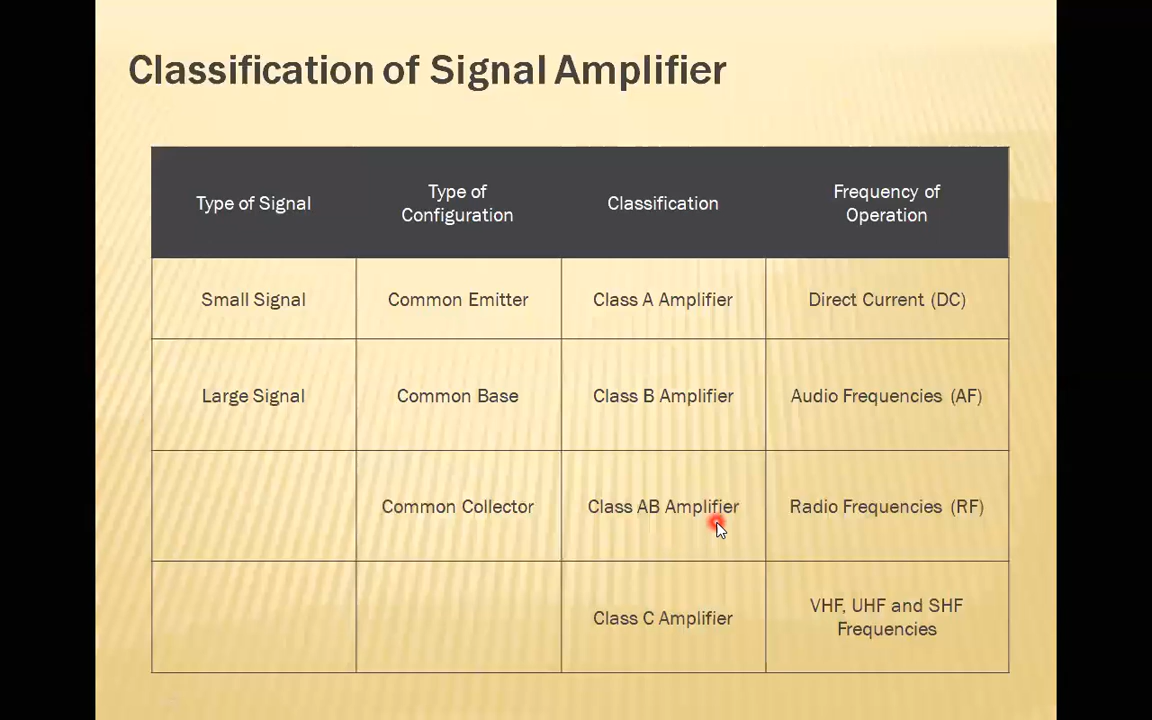 Classification of Signal Amplifier
Type of Signal
Type of
Configuration
Classification
Frequency of
Operation
Small Signal
Common Emitter
Class A Amplifier
Direct Current (DC)
Large Signal
Common Base
Class B Amplifier
Audio Frequencies (AF)
Common Collector
Class AB Amplifier
Radio Frequencies (RF)
Class C Amplifier
VHF, UHF and SHF
Frequencies